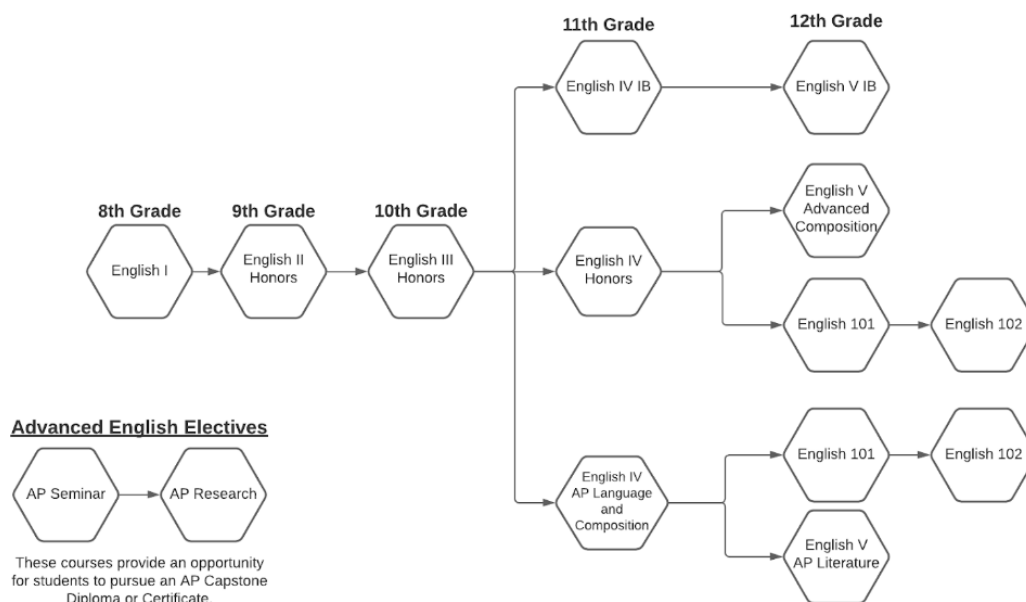 11th Grade
12th Grade
English IV IB
English V IB
8th Grade
9th Grade
10th Grade
English I
English II
Honors
English III
Honors
English IV
Honors
English V
Advanced
Composition
English 101
English 102
English IV
AP Language
and
Composition
English 101
English 102
English V
AP Literature
Advanced English Electives
AP Seminar
AP Research
These courses provide an opportunity
for students to pursue an AP Capstone
Diploma or Certificate.